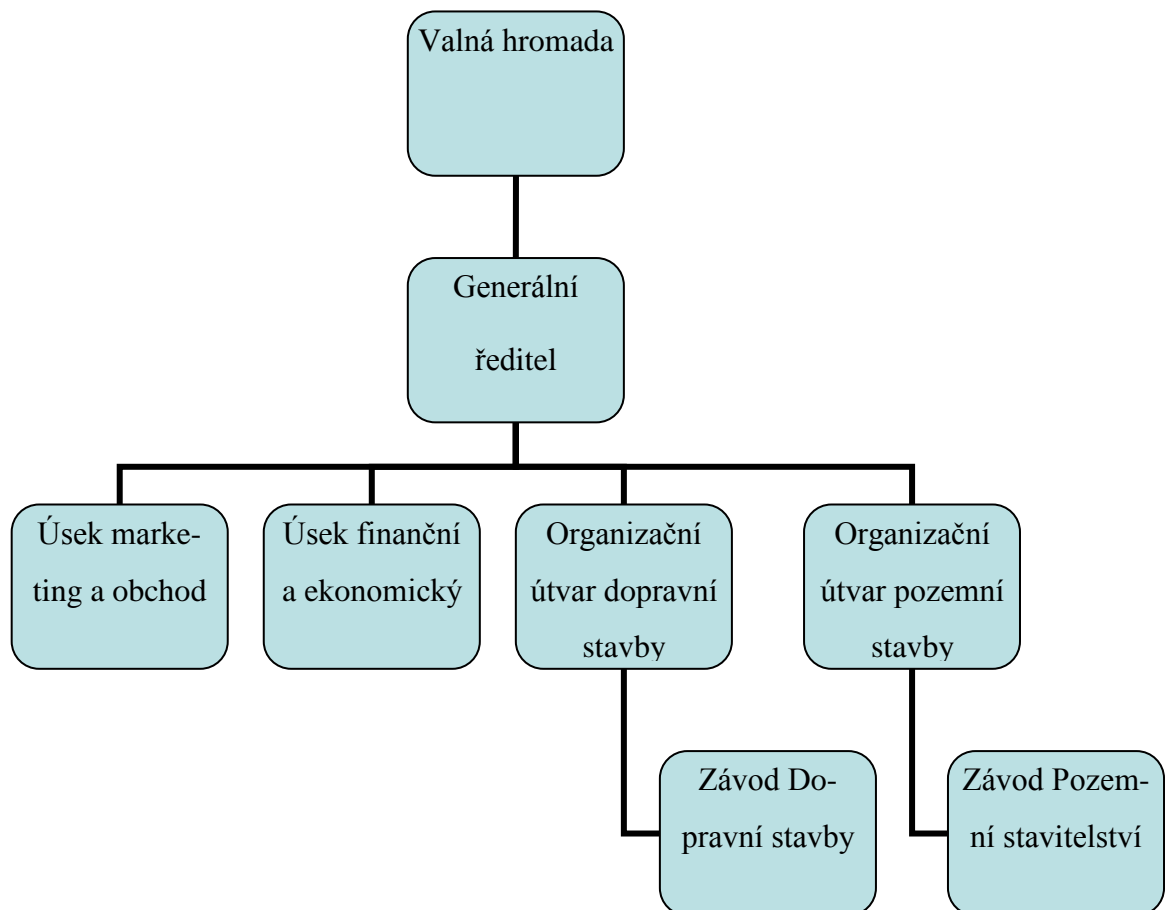 Valná hromada
Generální
ředitel
Úsek marke-
ting a obchod
Úsek finanční
a ekonomický
Organizační
útvar dopravní
stavby
Organizační
útvar pozemní
stavby
Závod Do-
pravní stavby
Závod Pozem-
ní stavitelství